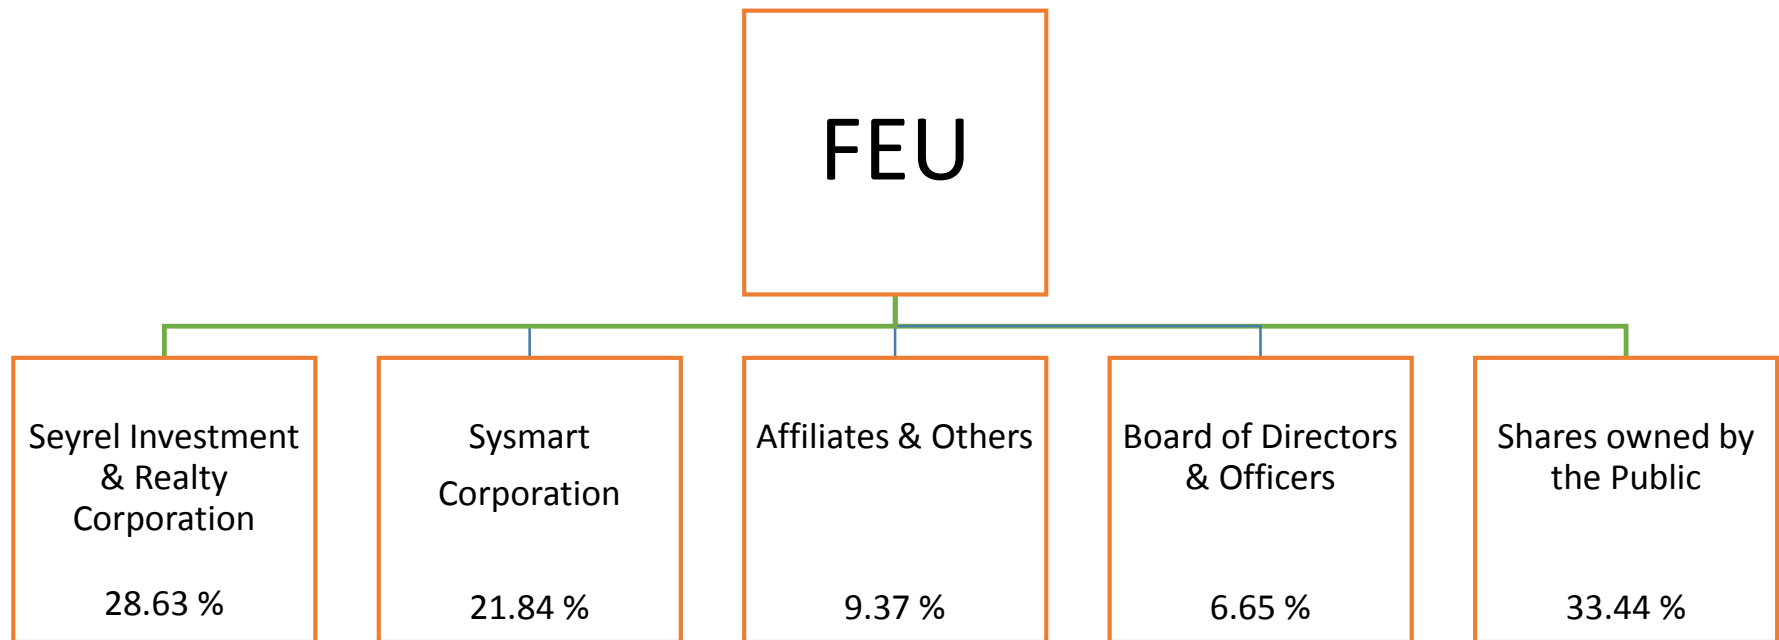 FEU
Seyrel Investment
& Realty
Corporation
28.63 %
Sysmart
Corporation
21.84 %
Affiliates & Others
9.37 %
Board of Directors
& Officers
6.65 %
Shares owned by
the Public
33.44 %